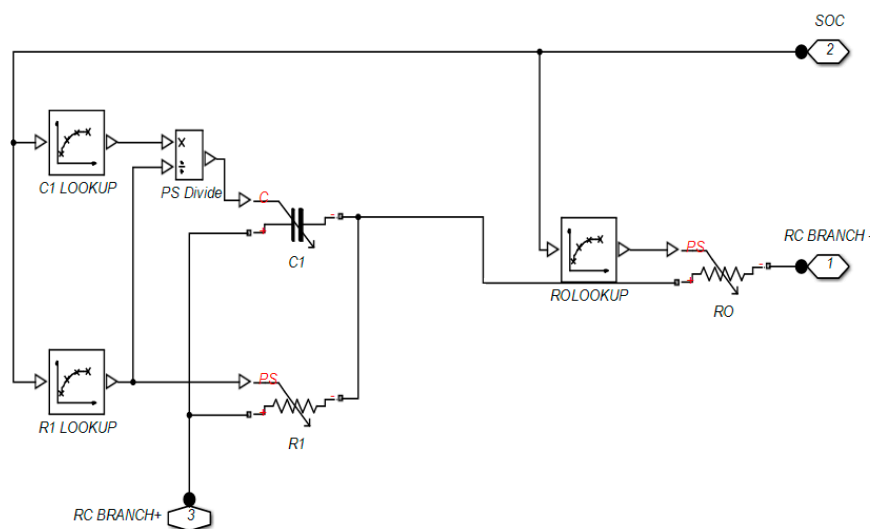 SOC
2
C1 LOOKUP
×
÷
PS Divide
C
C1
PS
ROLOOKUP
RO
RC BRANCH -
1
R1 LOOKUP
PS
R1
RC BRANCH+
3